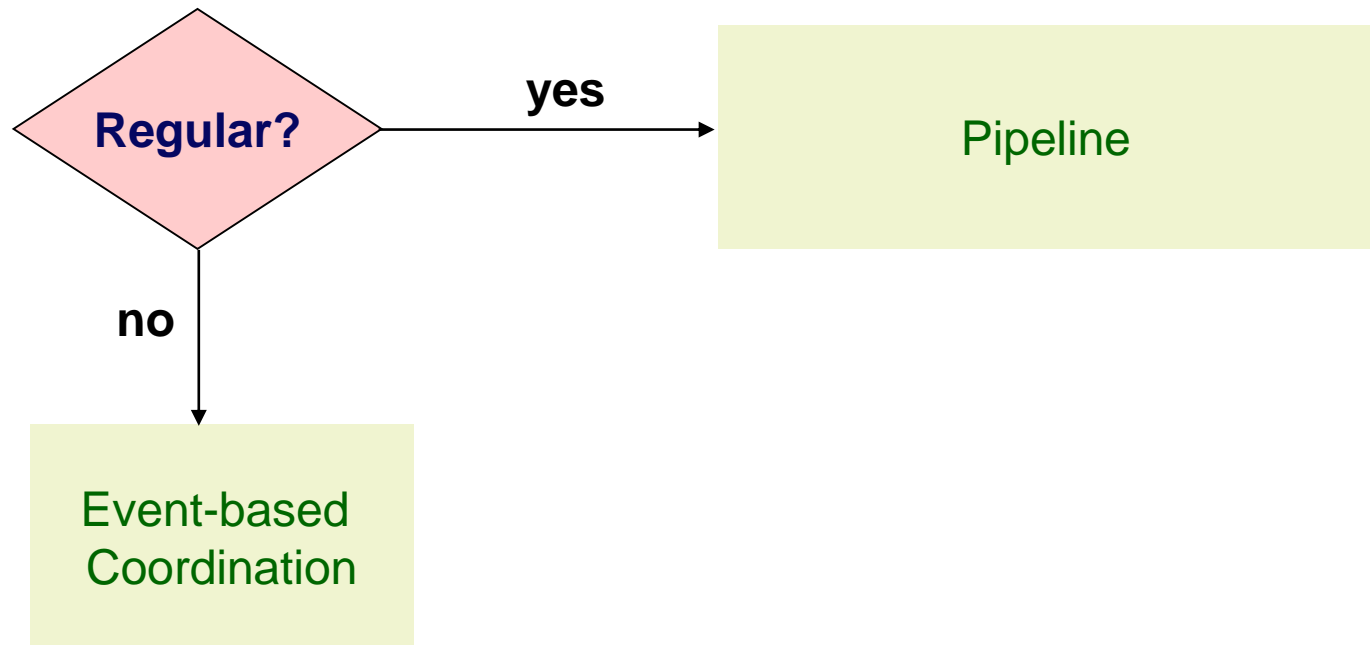 Regular?
yes
Pipeline
no
Event-based
Coordination